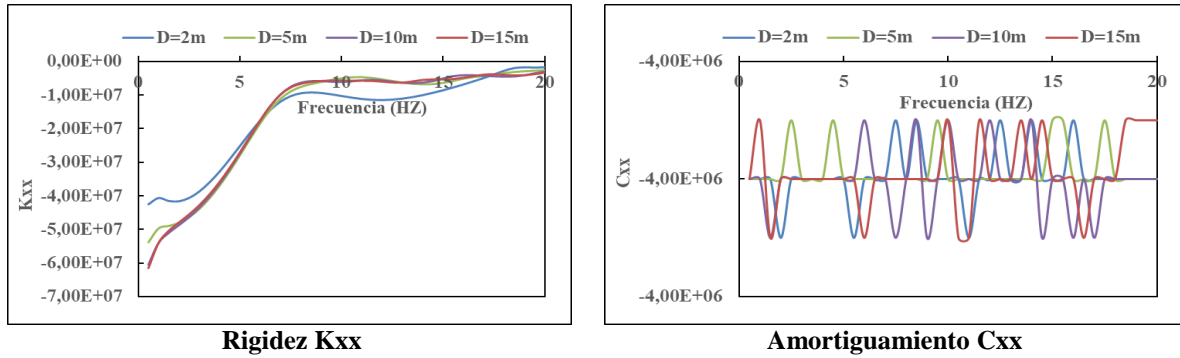 D=2m D=5m D=10m D=15m
0,00E+00
-1,00E+07
-2,00E+07
-3,00E+07
-4,00E+07
-5,00E+07
-6,00E+07
-7,00E+07
0 5 10 15 20
Frecuencia (HZ)
Kxx
Rigidez Kxx
D=2m D=5m D=10m D=15m
-4,00E+06
-4,00E+06
-4,00E+06
0 5 10 15 20
Frecuencia (HZ)
Cxx
Amortiguamiento Cxx